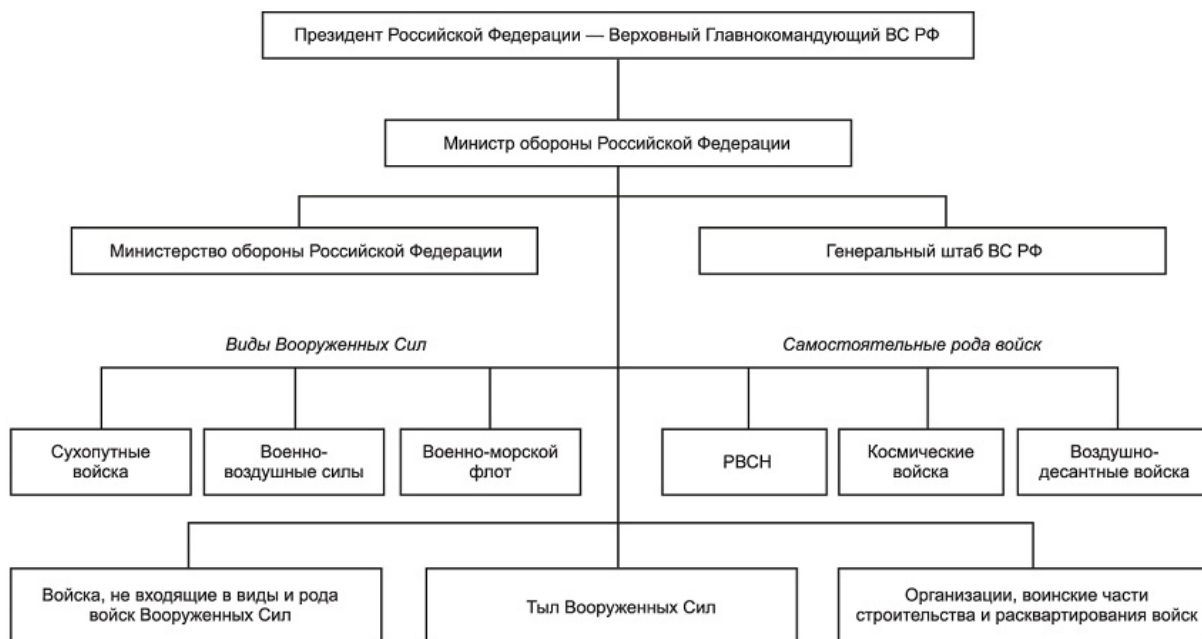 Президент Российской Федерации — Верховный Главнокомандующий ВС РФ
Министр обороны Российской Федерации
Министерство обороны Российской Федерации
Генеральный штаб ВС РФ
Виды Вооруженных Сил
Самостоятельные рода войск
Сухопутные
войска
Военно-
воздушные силы
Военно-морской
флот
РВСН
Космические
войска
Воздушно-
десантные войска
Войска, не входящие в виды и рода
войск Вооруженных Сил
Тыл Вооруженных Сил
Организации, воинские части
строительства и расквартирования войск